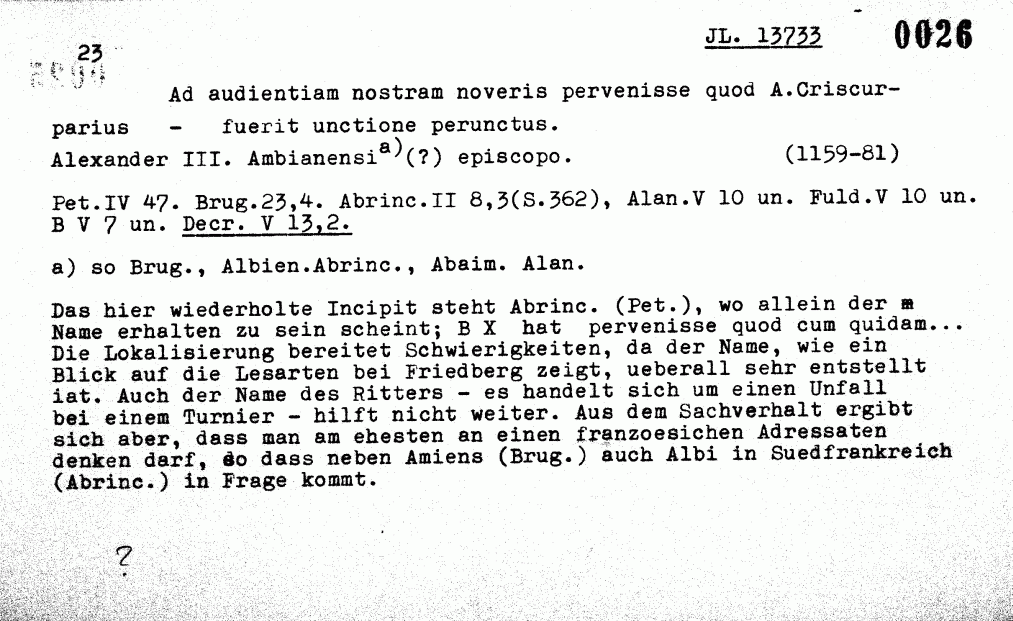 JL. 13733 0026
23
Ad audientiam nostram noveris pervenisse quod A.Criscur-
parius - fuerit unctione perunctus.
Alexander III. Ambianensi a)(?) episcopo. (1159-81)
Pet.IV 47. Brug.23,4. Abrinc.II 8,3(S.362), Alan.V 10 un. Fuld.V 10 un.
B V 7 un. Decr. V 13,2.
a) so Brug., Albien.Abrinc., Abaim. Alan.
Das hier wiederholte Incipit steht Abrinc. (Pet.), wo allein der m
Name erhalten zu sein scheint; B X hat pervenisse quod cum quidam...
Die Lokalisierung bereitet Schwierigkeiten, da der Name, wie ein
Blick auf die Lesarten bei Friedberg zeigt, ueberall sehr entstellt
iat. Auch der Name des Ritters - es handelt sich um einen Unfall
bei einem Turnier - hilft nicht weiter. Aus dem Sachverhalt ergibt
sich aber, dass man am ehesten an einen franzoesichen Adressaten
denken darf, so dass neben Amiens (Brug.) auch Albi in Suedfrankreich
(Abrinc.) in Frage kommt.
?